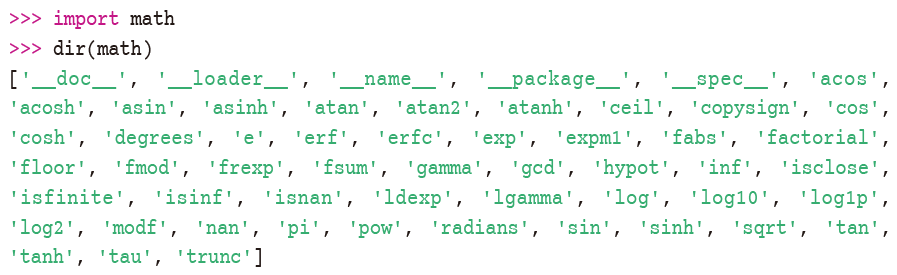 >>> import math
>>> dir(math)
['__doc__', '__loader__', '__name__', '__package__', '__spec__', 'acos',
'acosh', 'asin', 'asinh', 'atan', 'atan2', 'atanh', 'ceil', 'copysign', 'cos',
'cosh', 'degrees', 'e', 'erf', 'erfc', 'exp', 'expm1', 'fabs', 'factorial',
'floor', 'fmod', 'frexp', 'fsum', 'gamma', 'gcd', 'hypot', 'inf', 'isclose',
'isfinite', 'isinf', 'isnan', 'ldexp', 'lgamma', 'log', 'log10', 'log1p',
'log2', 'modf', 'nan', 'pi', 'pow', 'radians', 'sin', 'sinh', 'sqrt', 'tan',
'tanh', 'tau', 'trunc']